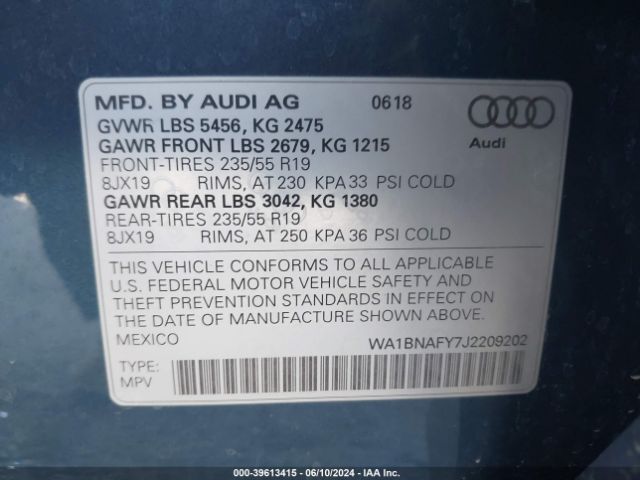 MFD. BY AUDI AG 0618
GVWR LBS 5456, KG 2475
GAWR FRONT LBS 2679, KG 1215
Audi
FRONT-TIRES 235/55 R19
8JX19 RIMS, AT 230 KPA 33 PSI COLD
GAWR REAR LBS 3042, KG 1380
REAR-TIRES 235/55 R19
8JX19 RIMS, AT 250 KPA 36 PSI COLD
THIS VEHICLE CONFORMS TO ALL APPLICABLE
U.S. FEDERAL MOTOR VEHICLE SAFETY AND
THEFT PREVENTION STANDARDS IN EFFECT ON
THE DATE OF MANUFACTURE SHOWN ABOVE.
MEXICO WA1BNAFY7J2209202
TYPE:
MPV
000-39613415 - 06/10/2024 - IAA Inc.